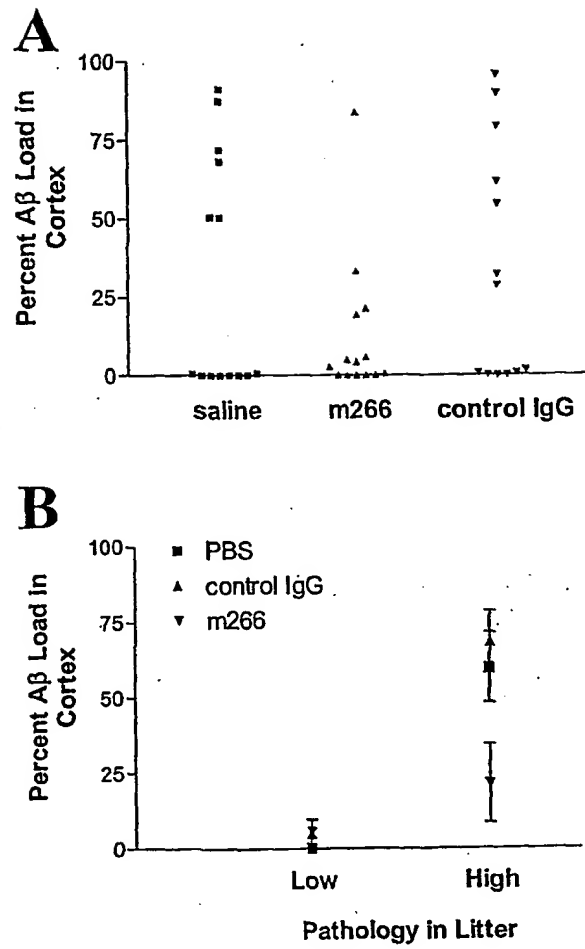 A
Percent Aβ Load in
Cortex
100
75
50
25
0
saline m266 control IgG
B
PBS
control IgG
m266
Percent Aβ Load in
Cortex
100
75
50
25
0
Low High
Pathology in Litter